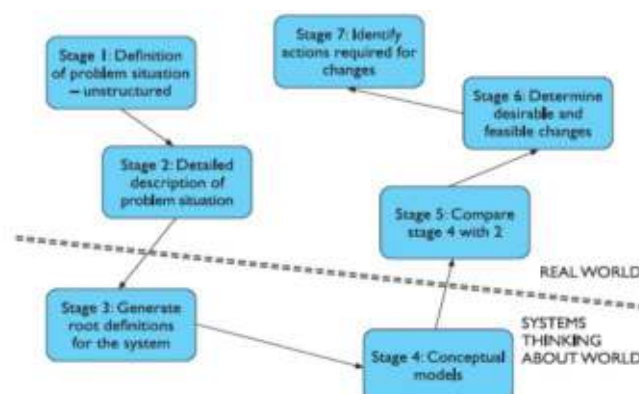 Stage 1: Definition
of problem situation
– unstructured
Stage 2: Detailed
description of
problem situation
Stage 3: Generate
root definitions
for the system
Stage 4: Conceptual
models
Stage 5: Compare
stage 4 with 2
Stage 6: Determine
desirable and
feasible changes
Stage 7: Identify
actions required for
changes
REAL WORLD
SYSTEMS
THINKING
ABOUT WORLD